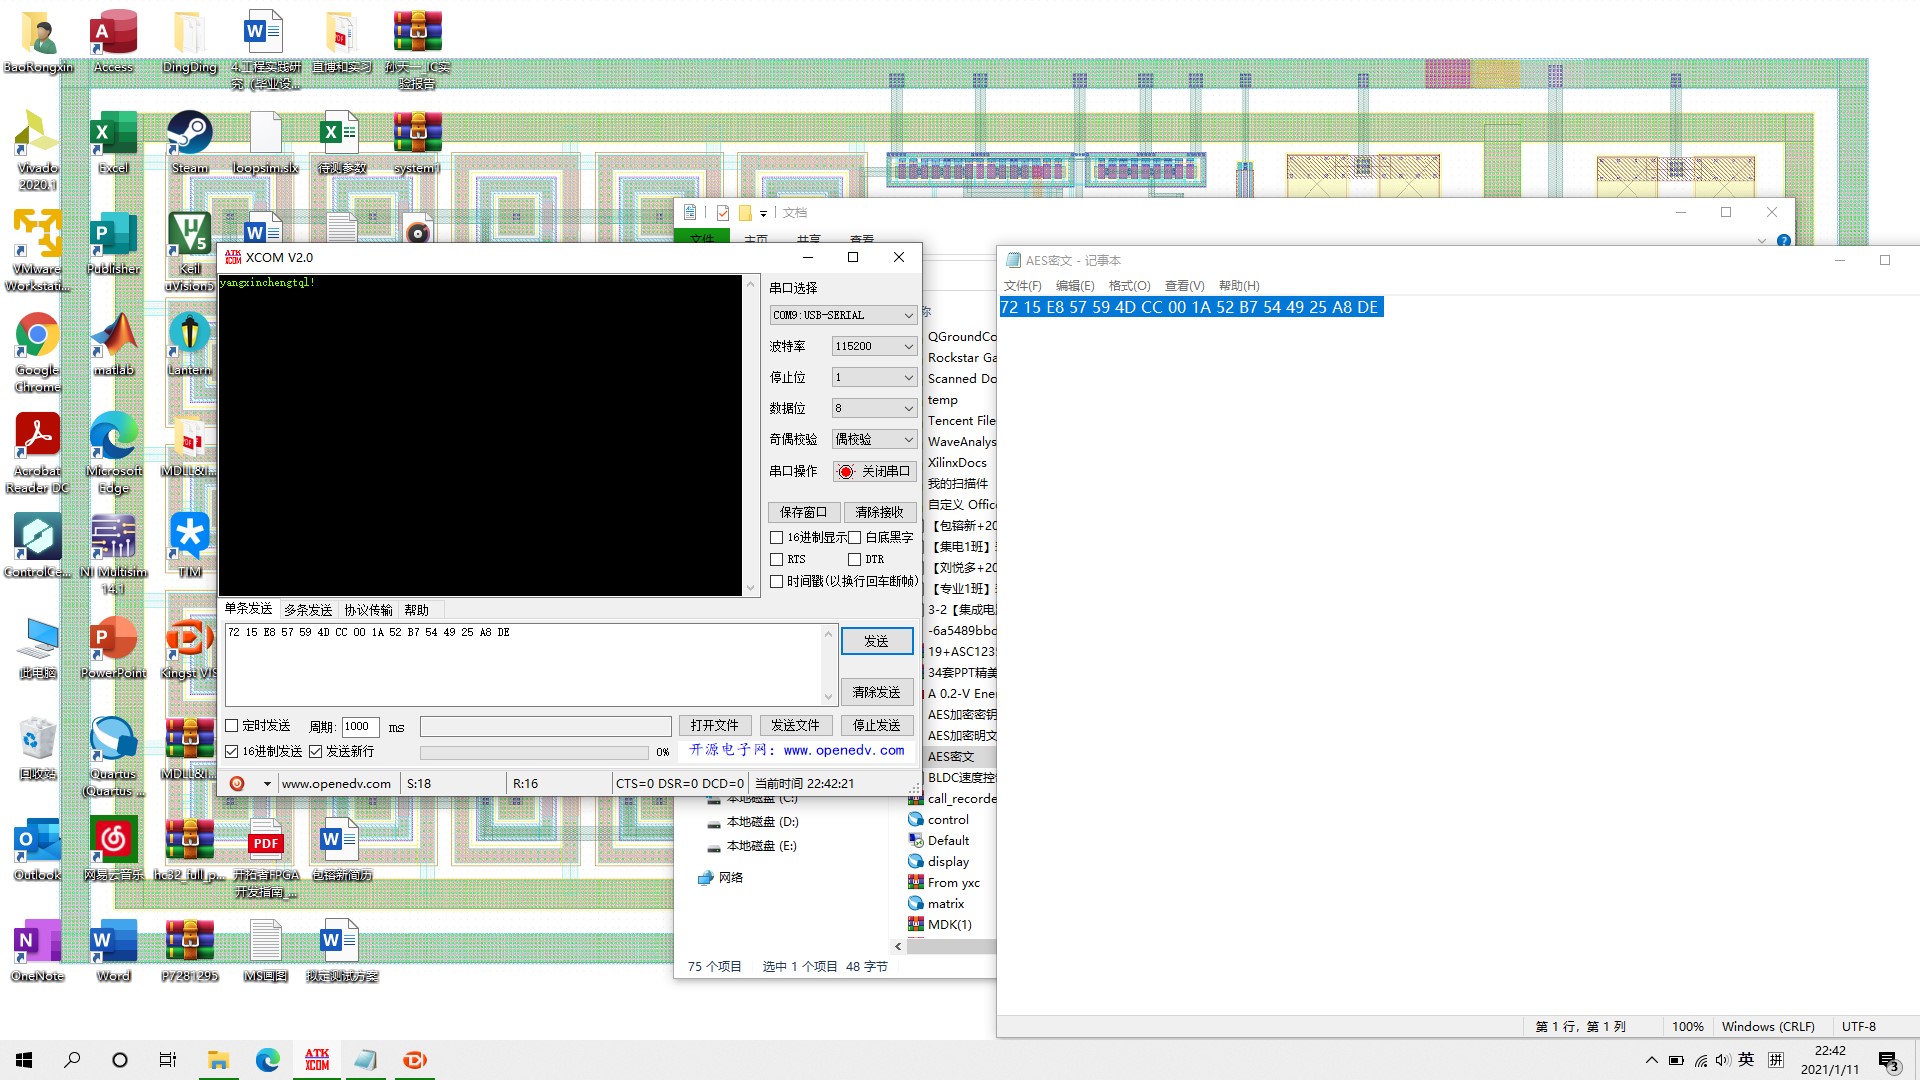 BaoRongxin
Access
DingDing
4.工程实践研
究（毕业设...
直博和实习
孙天一_IC实
验报告
Vivado
2020.1
Excel
Steam
loopsim.slx
待测参数
system1
VMware
Workstati...
Publisher
Keil
uVision5
Google
Chrome
matlab
Lantern
Acrobat
Reader DC
Microsoft
Edge
MDLL&I...
ControlCe...
NI Multisim
14.1
TIM
此电脑
PowerPoint
Kingst VIS
回收站
Quartus
(Quartus ...
MDLL&I...
Outlook
网易云音乐
hc32_full_p...
开拓者FPGA
开发指南_...
包镕新简历
OneNote
Word
P7281295
MS画图
拟定测试方案
文档
文件
主页
共享
查看
XCOM V2.0
yangxinchengtql!
串口选择
COM9:USB-SERIAL
波特率
115200
停止位
1
数据位
8
奇偶校验
偶校验
串口操作
关闭串口
保存窗口
清除接收
16进制显示
白底黑字
RTS
DTR
时间戳(以换行回车断帧)
单条发送
多条发送
协议传输
帮助
72 15 E8 57 59 4D CC 00 1A 52 B7 54 49 25 A8 DE
发送
清除发送
定时发送
周期:
1000
ms
打开文件
发送文件
停止发送
16进制发送
发送新行
0%
开源电子网：www.openedv.com
www.openedv.com
S:18
R:16
CTS=0 DSR=0 DCD=0
当前时间 22:42:21
称
QGroundCo
Rockstar Ga
Scanned Do
temp
Tencent File
WaveAnalys
XilinxDocs
我的扫描件
自定义 Offic
【包镕新+20
【集电1班】
【刘悦多+20
【专业1班】
3-2【集成电
-6a5489bbc
19+ASC123
34套PPT精美
A 0.2-V Ene
AES加密密钥
AES加密明文
AES密文
BLDC速度控
call_recorde
control
Default
display
From yxc
matrix
MDK(1)
本地磁盘 (C:)
本地磁盘 (D:)
本地磁盘 (E:)
网络
75 个项目
选中 1 个项目 48 字节
AES密文 - 记事本
文件(F)
编辑(E)
格式(O)
查看(V)
帮助(H)
72 15 E8 57 59 4D CC 00 1A 52 B7 54 49 25 A8 DE
第 1 行，第 1 列
100%
Windows (CRLF)
UTF-8
英
拼
22:42
2021/1/11
3